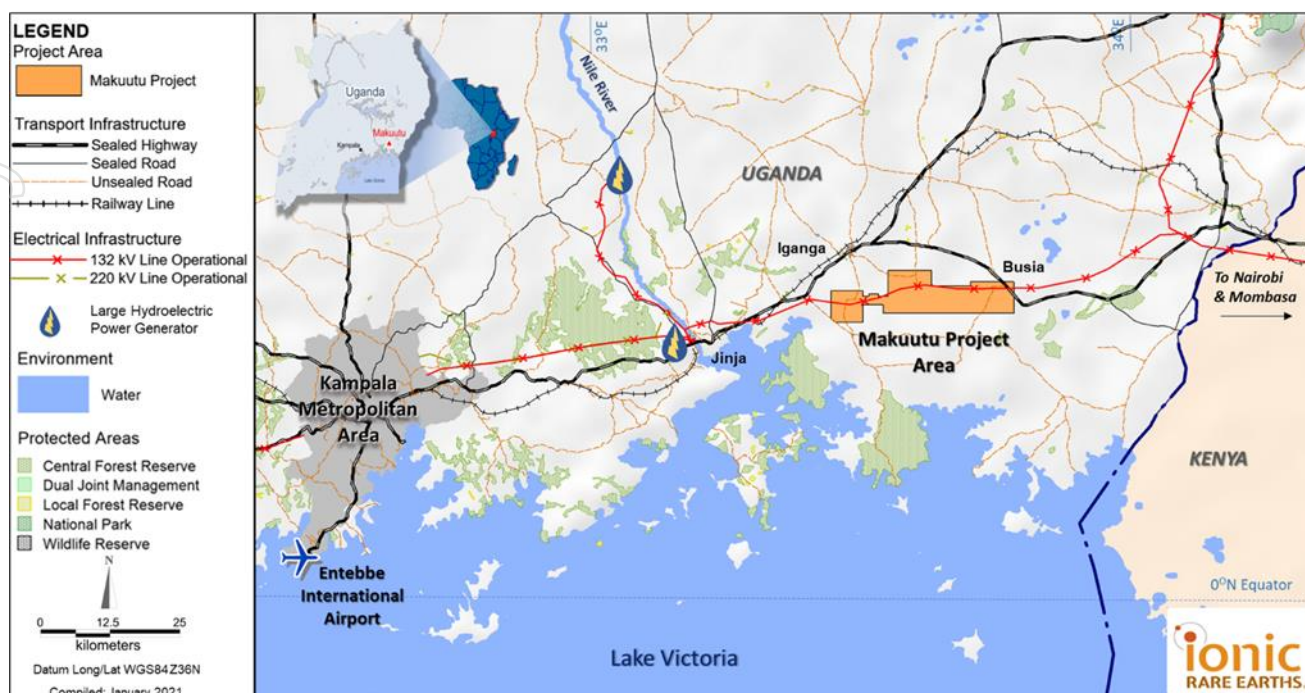 LEGEND
Project Area
Makuutu Project
Transport Infrastructure
Sealed Highway
Sealed Road
Unsealed Road
Railway Line
Electrical Infrastructure
132 kV Line Operational
220 kV Line Operational
Large Hydroelectric
Power Generator
Environment
Water
Protected Areas
Central Forest Reserve
Dual Joint Management
Local Forest Reserve
National Park
Wildlife Reserve
N
0 12.5 25
kilometers
Datum Long/Lat WGS84Z36N
Compiled: January 2021
Uganda
Makuutu
Kampala
33°E
34°E
Nile River
UGANDA
Iganga
Busia
To Nairobi
& Mombasa
Makuutu Project
Area
Jinja
Kampala
Metropolitan
Area
KENYA
Entebbe
International
Airport
0°N Equator
Lake Victoria
ionic
RARE EARTHS